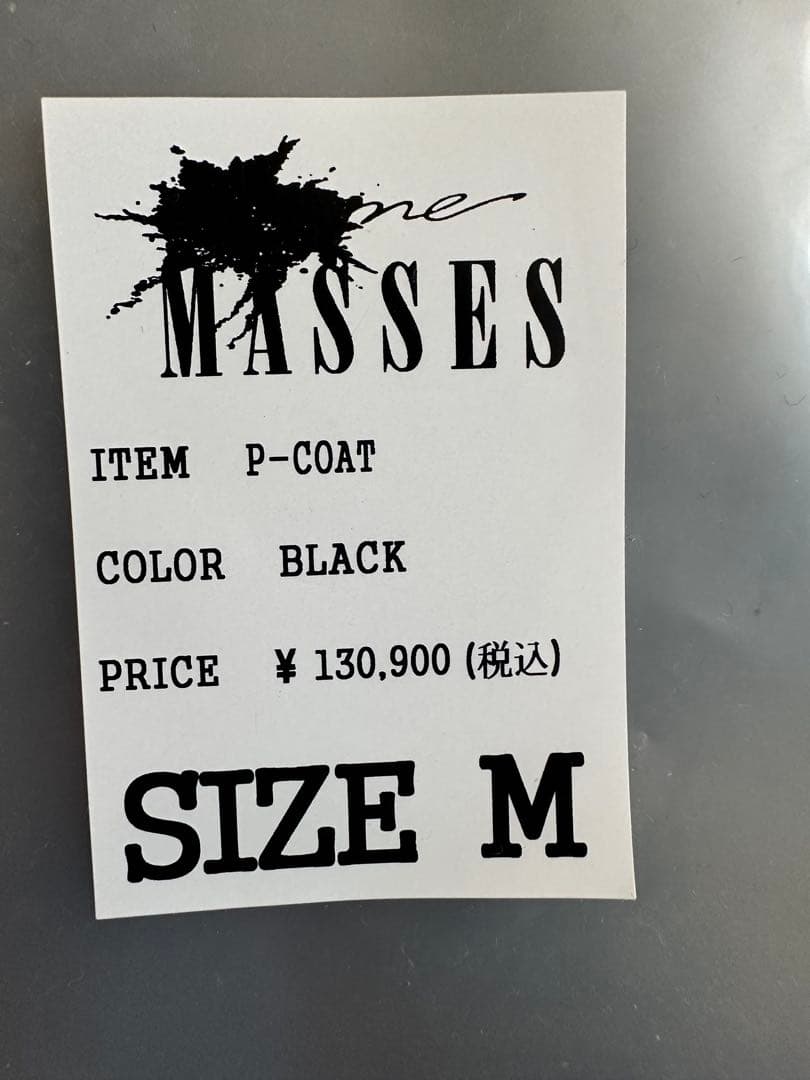 MASSES
ITEM P-COAT
COLOR BLACK
PRICE ¥ 130,900 (税込)
SIZE M